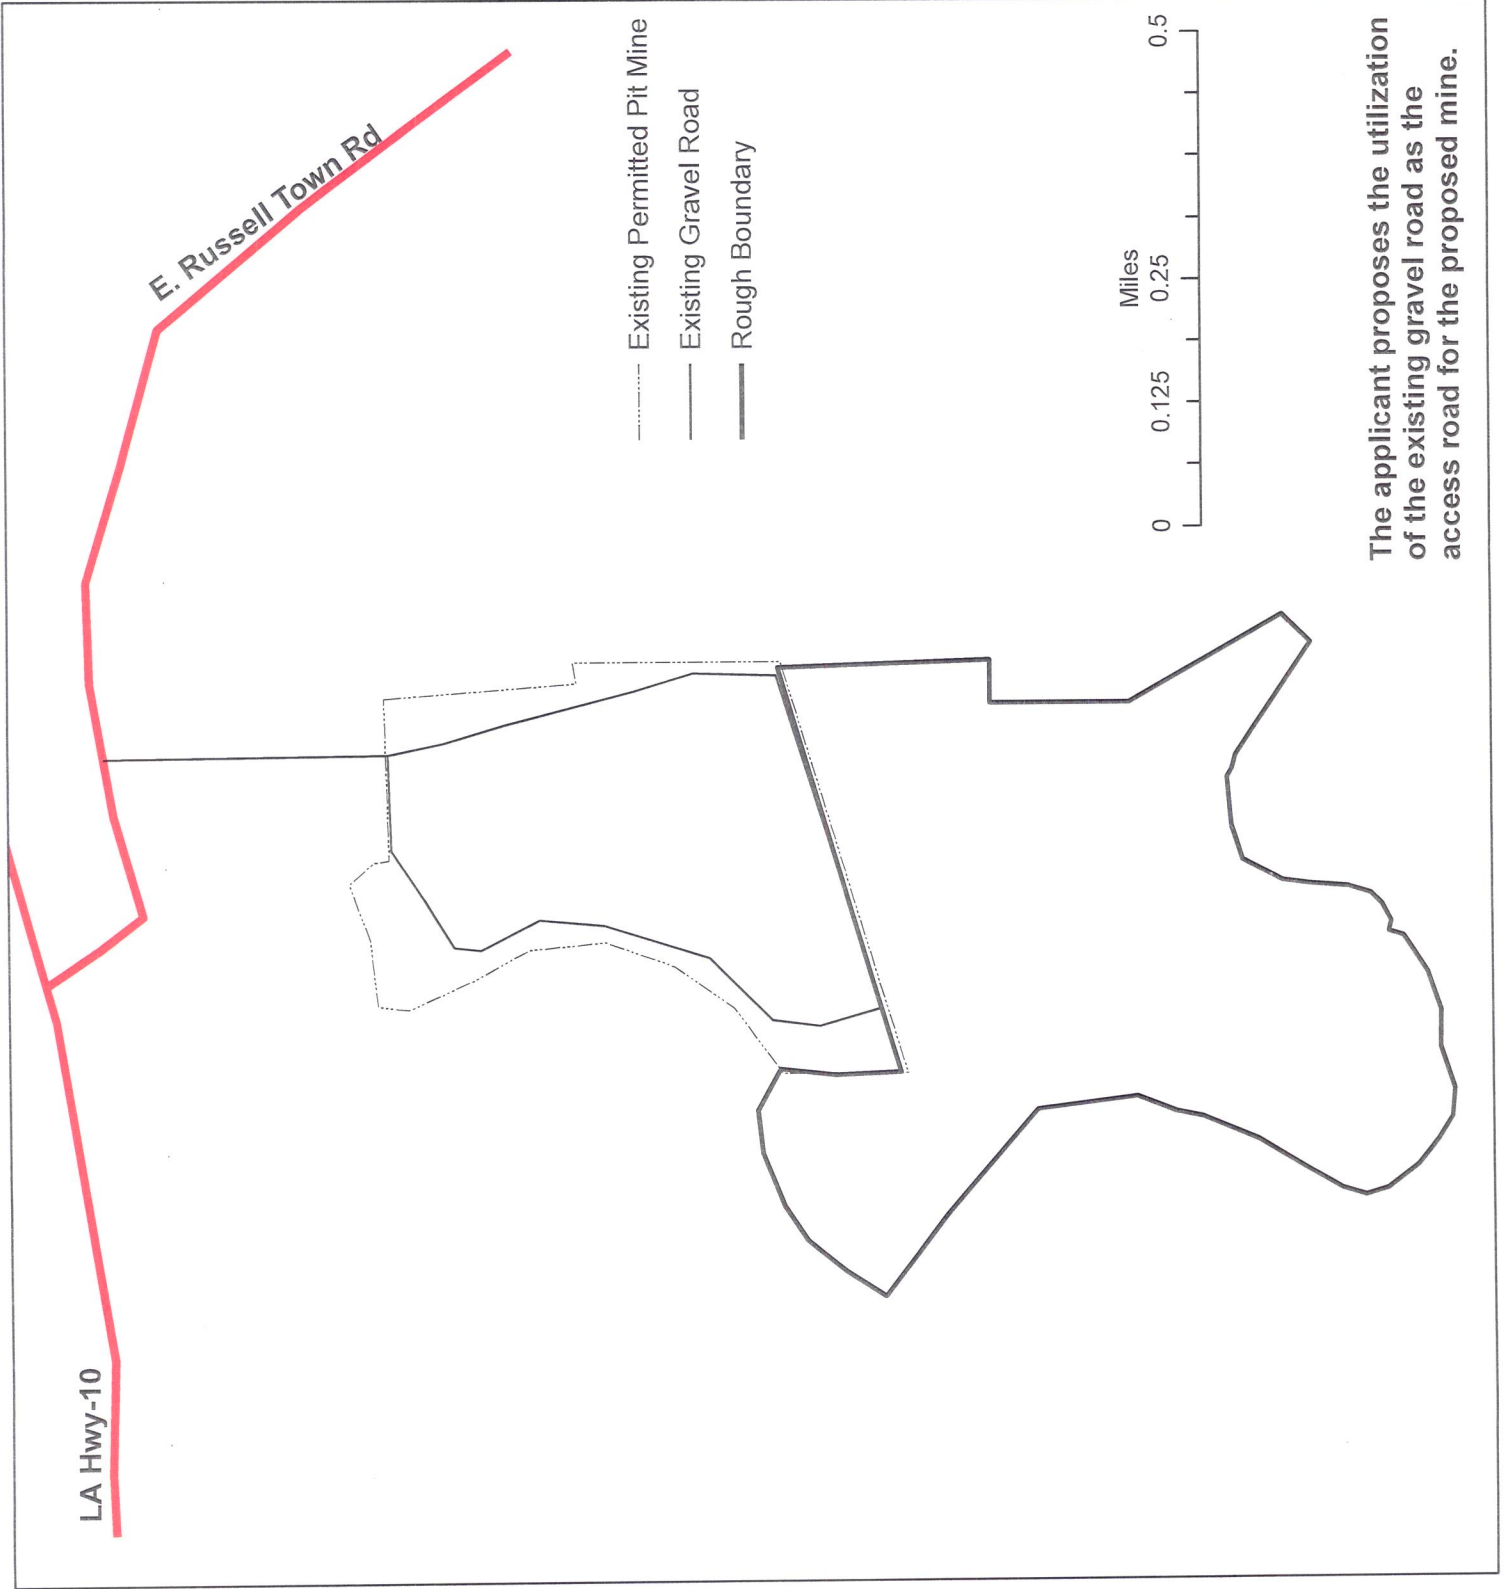 LA Hwy-10
E. Russell Town Rd
Existing Permitted Pit Mine
Existing Gravel Road
Rough Boundary
Miles
0 0.125 0.25 0.5
The applicant proposes the utilization
of the existing gravel road as the
access road for the proposed mine.